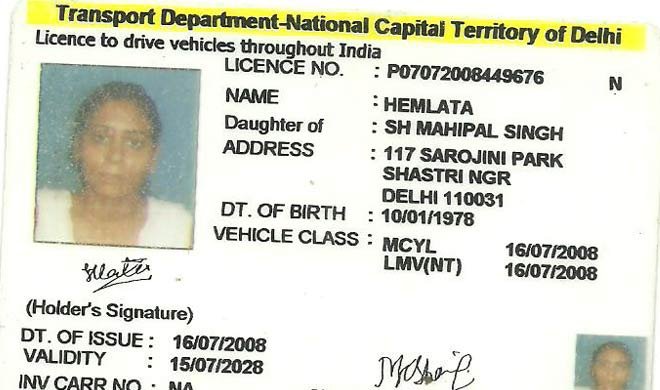 Transport Department-National Capital Territory of Delhi
Licence to drive vehicles throughout India
LICENCE NO. : P07072008449676 N
NAME : HEMLATA
Daughter of : SH MAHIPAL SINGH
ADDRESS : 117 SAROJINI PARK
SHASTRI NGR
DELHI 110031
DT. OF BIRTH : 10/01/1978
VEHICLE CLASS : MCYL 16/07/2008
LMV(NT) 16/07/2008
(Holder's Signature)
DT. OF ISSUE : 16/07/2008
VALIDITY : 15/07/2028
INV CARR NO : NA